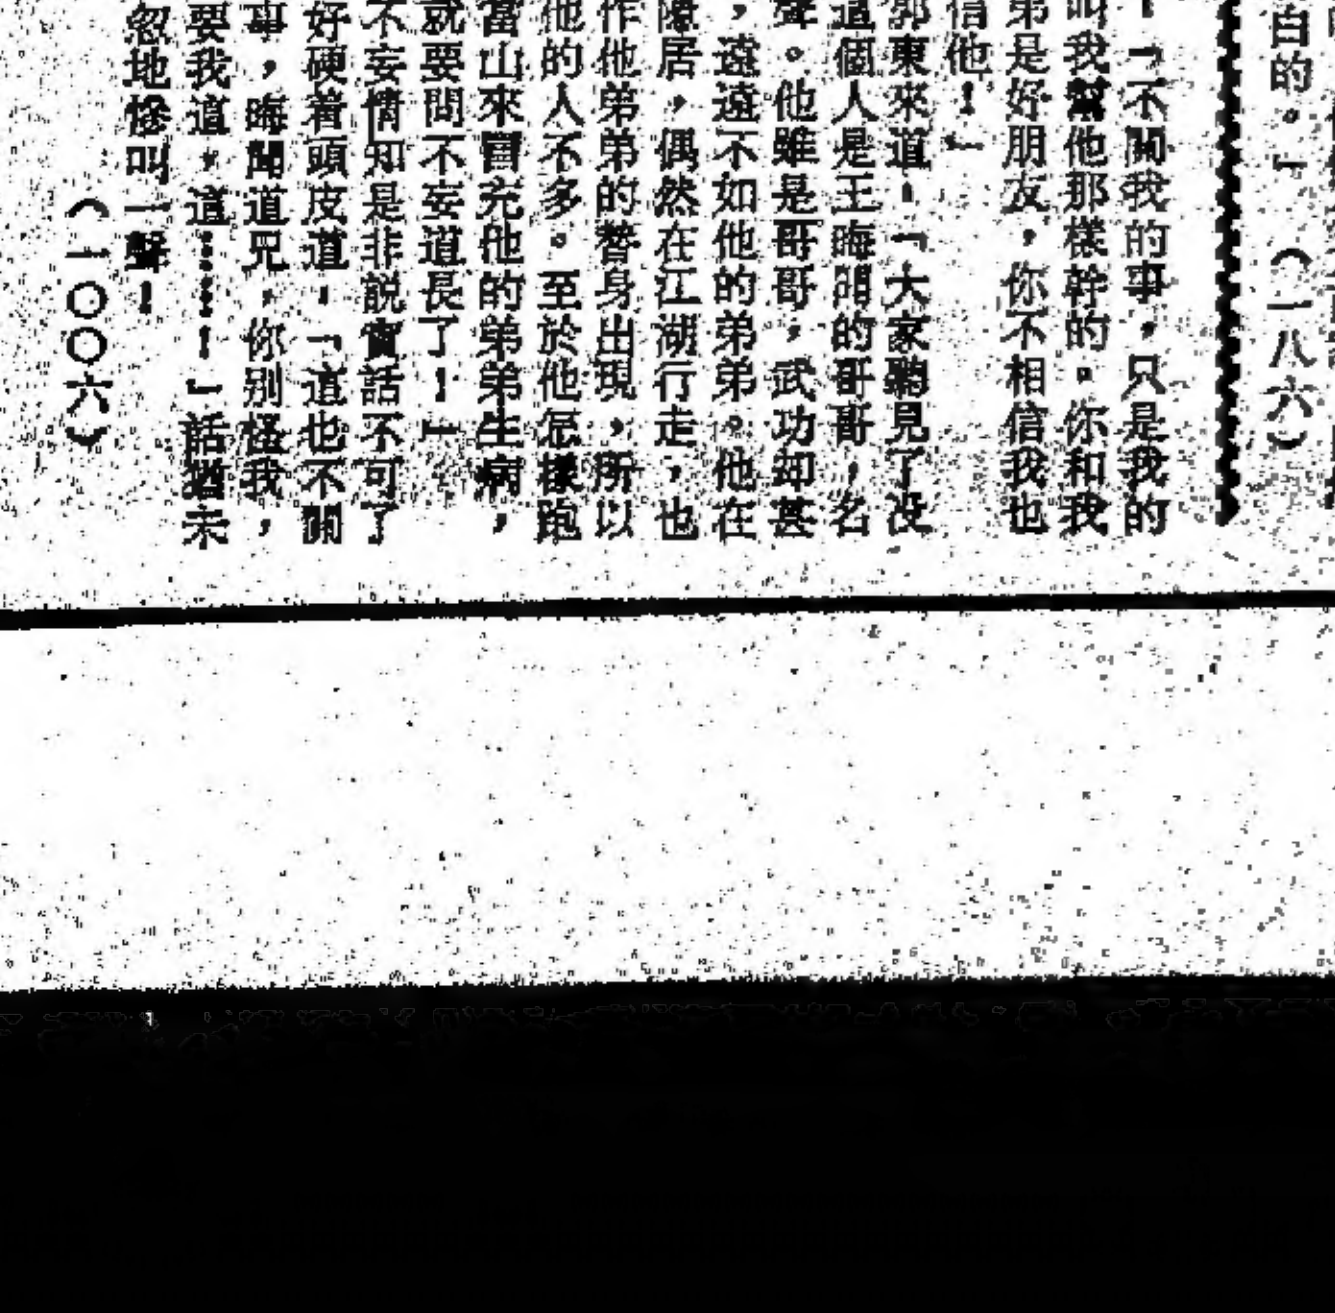 白的。」　（一八六）
！「不關我的事，只是我的
叫我幫他那樣幹的。你和我
弟是好朋友，你不相信我也
信他！」
郭東來道：「大家聽見了沒
這個人是王晦聞的哥哥，名
聲。他雖是哥哥，武功却甚
，遠遠不如他的弟弟。他在
隱居，偶然在江湖行走，也
作他弟弟的替身出現，所以
他的人不多。至於他怎樣跑
當山來冒充他的弟弟生病，
就要問不妄道長了！」
不妄情知是非説實話不可了
好硬着頭皮道：「這也不關
事，晦聞道兄，你别怪我，
要我道，這……！」話猶未
忽地慘叫一聲！
（一〇〇六）